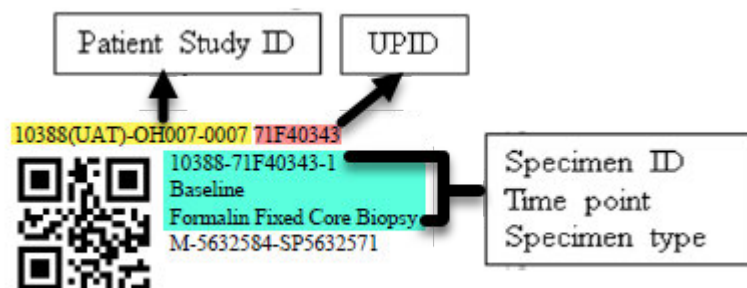 Patient Study ID
UPID
10388(UAT)-OH007-0007 71F40343
10388-71F40343-1
Baseline
Formalin Fixed Core Biopsy
M-5632584-SP5632571
Specimen ID
Time point
Specimen type